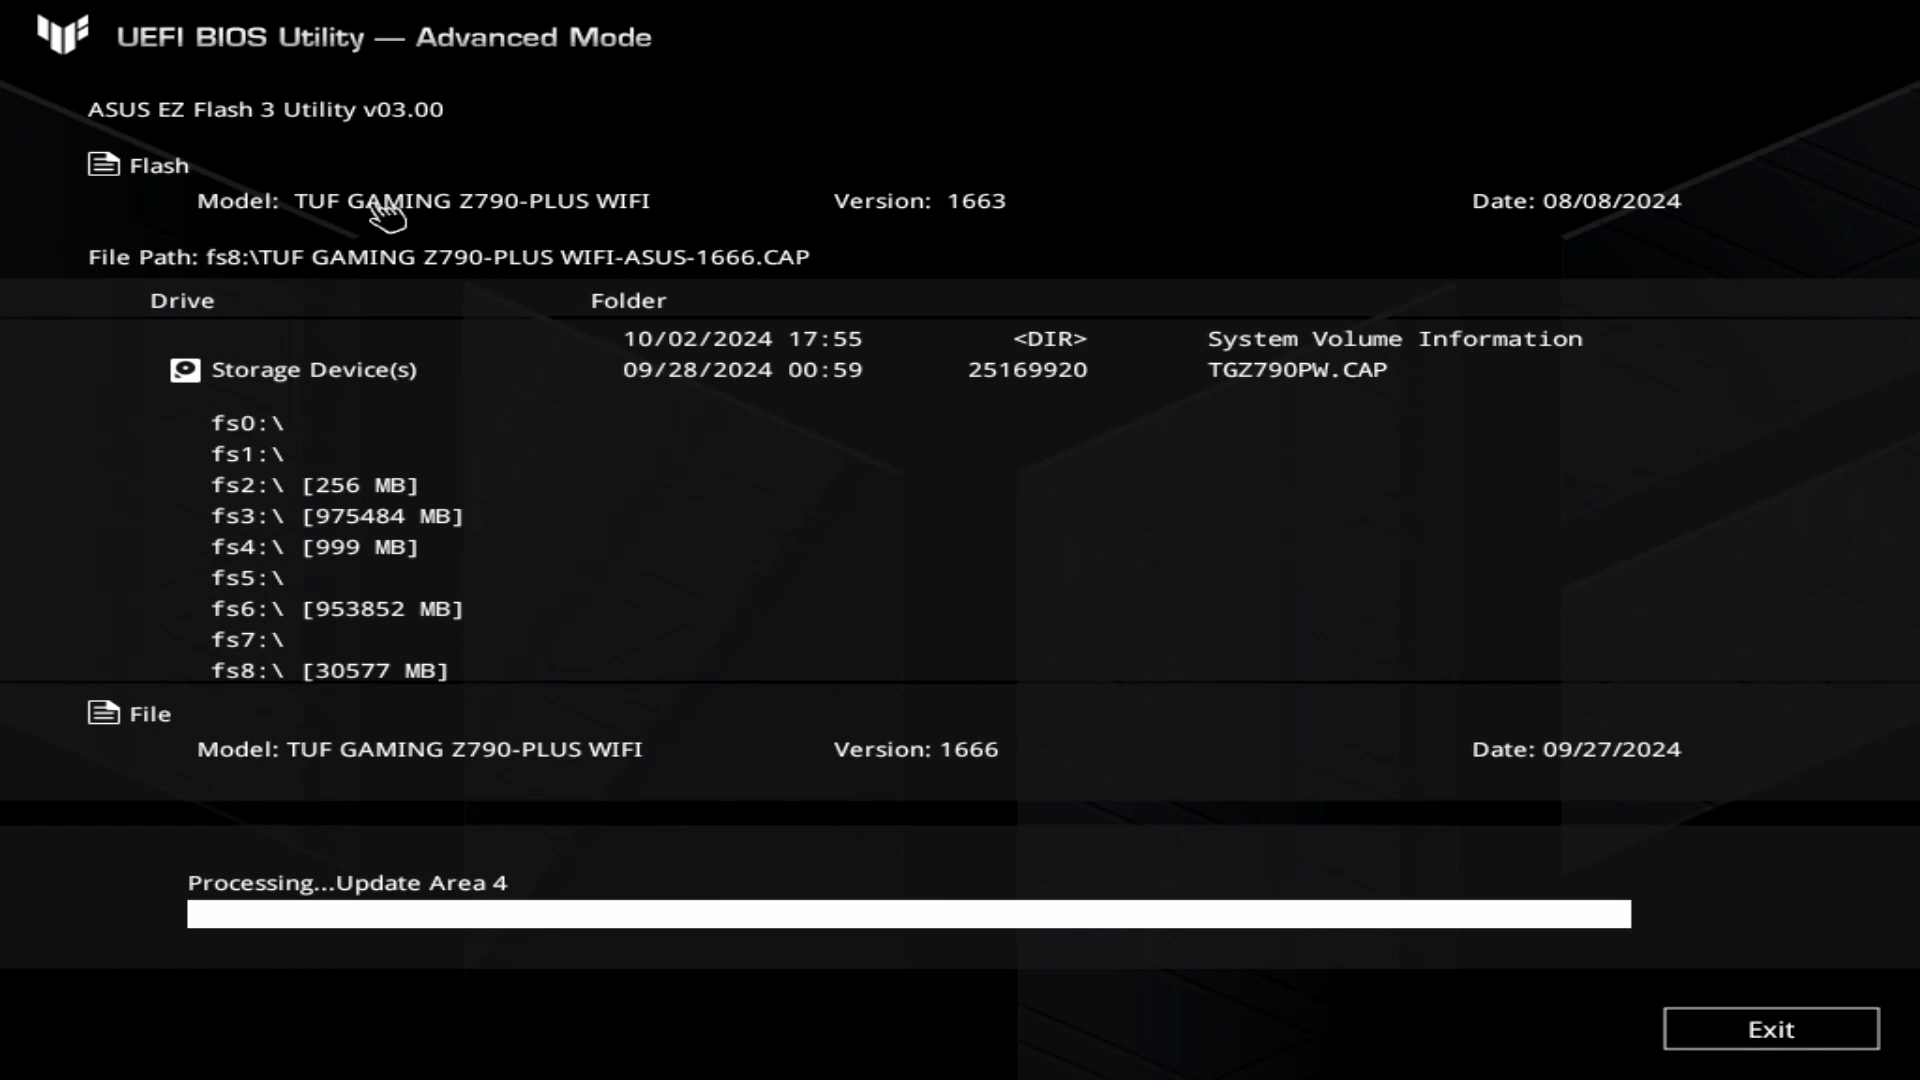 UEFI BIOS Utility — Advanced Mode
ASUS EZ Flash 3 Utility v03.00
Flash
Model: TUF GAMING Z790-PLUS WIFI Version: 1663 Date: 08/08/2024
File Path: fs8:\TUF GAMING Z790-PLUS WIFI-ASUS-1666.CAP
Drive Folder
10/02/2024 17:55 <DIR> System Volume Information
Storage Device(s) 09/28/2024 00:59 25169920 TGZ790PW.CAP
fs0:\
fs1:\
fs2:\ [256 MB]
fs3:\ [975484 MB]
fs4:\ [999 MB]
fs5:\
fs6:\ [953852 MB]
fs7:\
fs8:\ [30577 MB]
File
Model: TUF GAMING Z790-PLUS WIFI Version: 1666 Date: 09/27/2024
Processing...Update Area 4
Exit